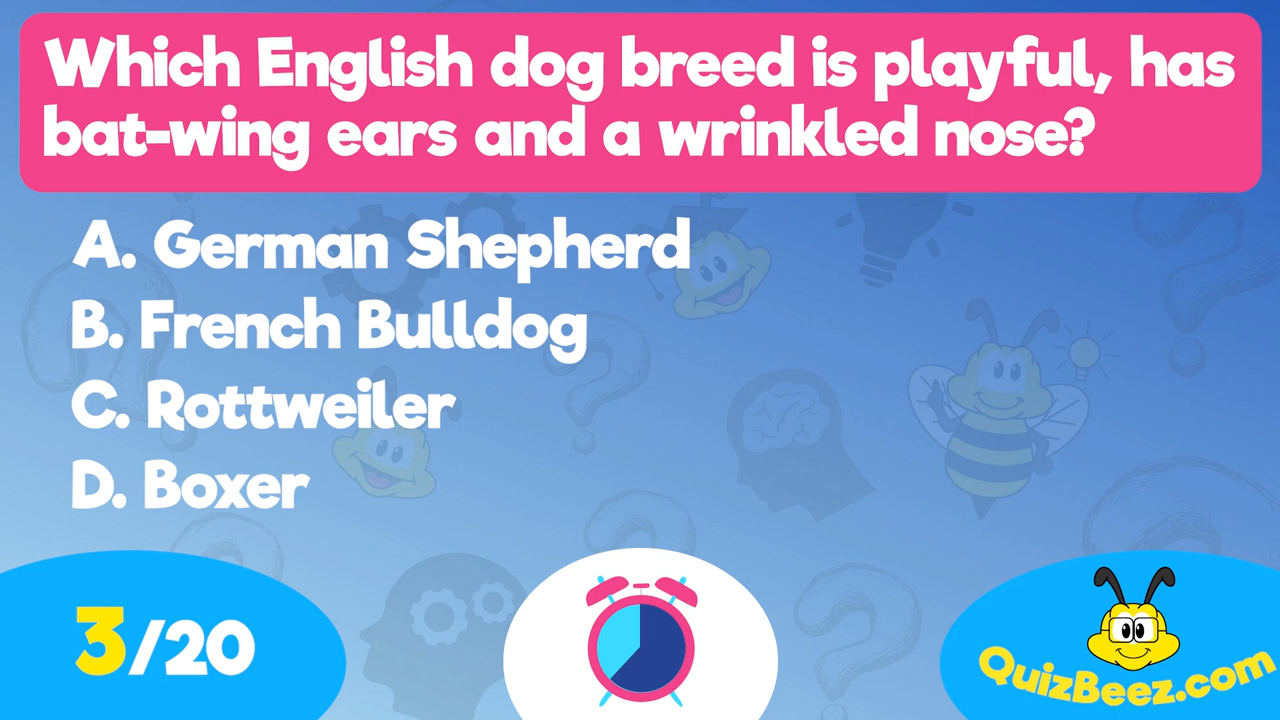 Which English dog breed is playful, has
bat-wing ears and a wrinkled nose?
A. German Shepherd
B. French Bulldog
C. Rottweiler
D. Boxer
3/20
QuizBeez.com